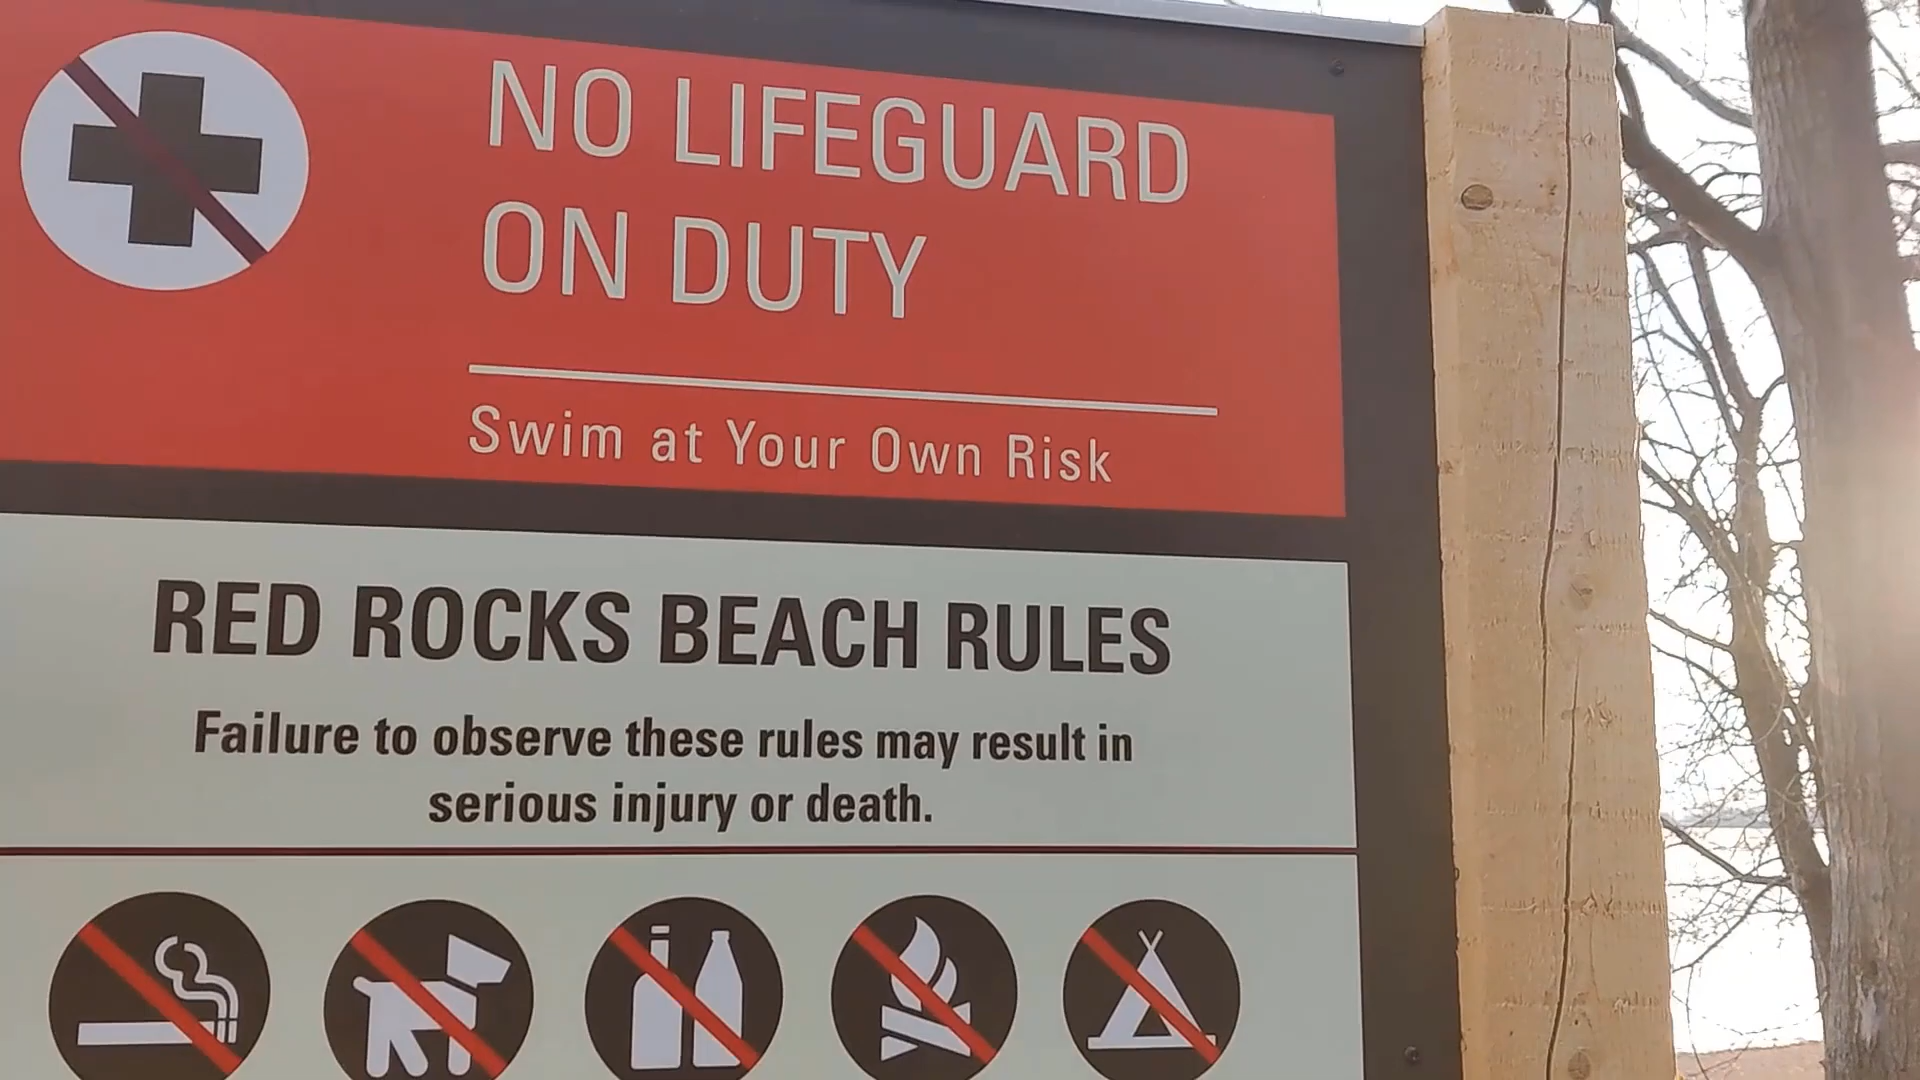 NO LIFEGUARD
ON DUTY
Swim at Your Own Risk
RED ROCKS BEACH RULES
Failure to observe these rules may result in
serious injury or death.